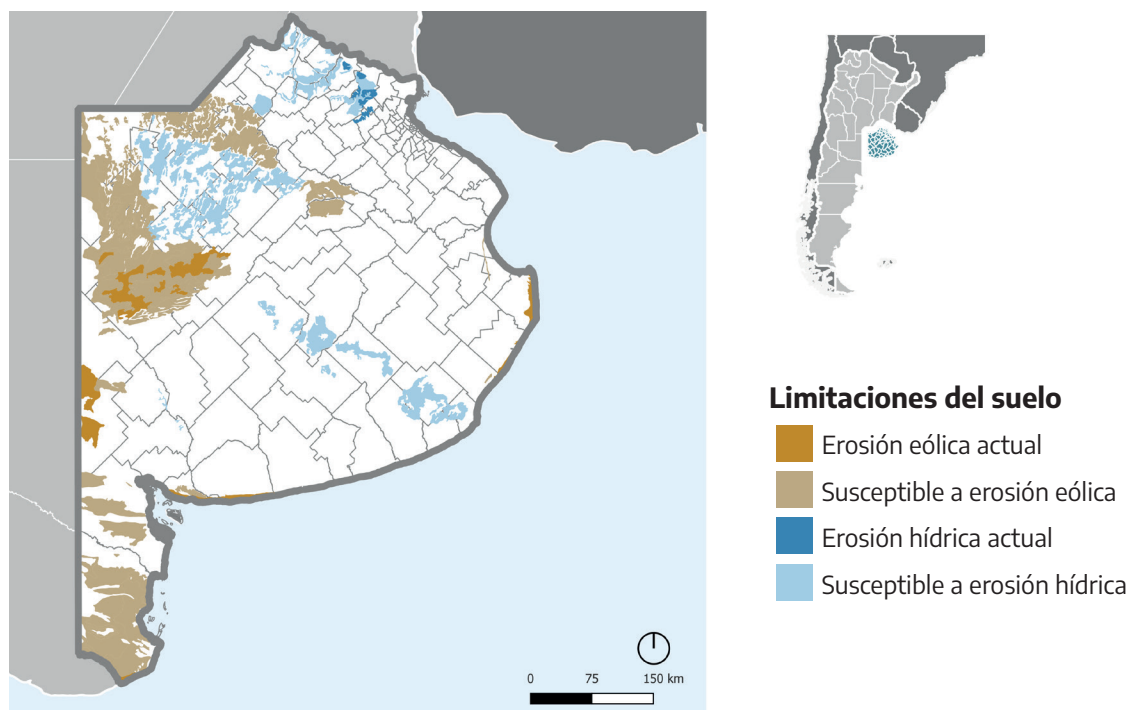 Limitaciones del suelo
Erosión eólica actual
Susceptible a erosión eólica
Erosión hídrica actual
Susceptible a erosión hídrica
0 75 150 km